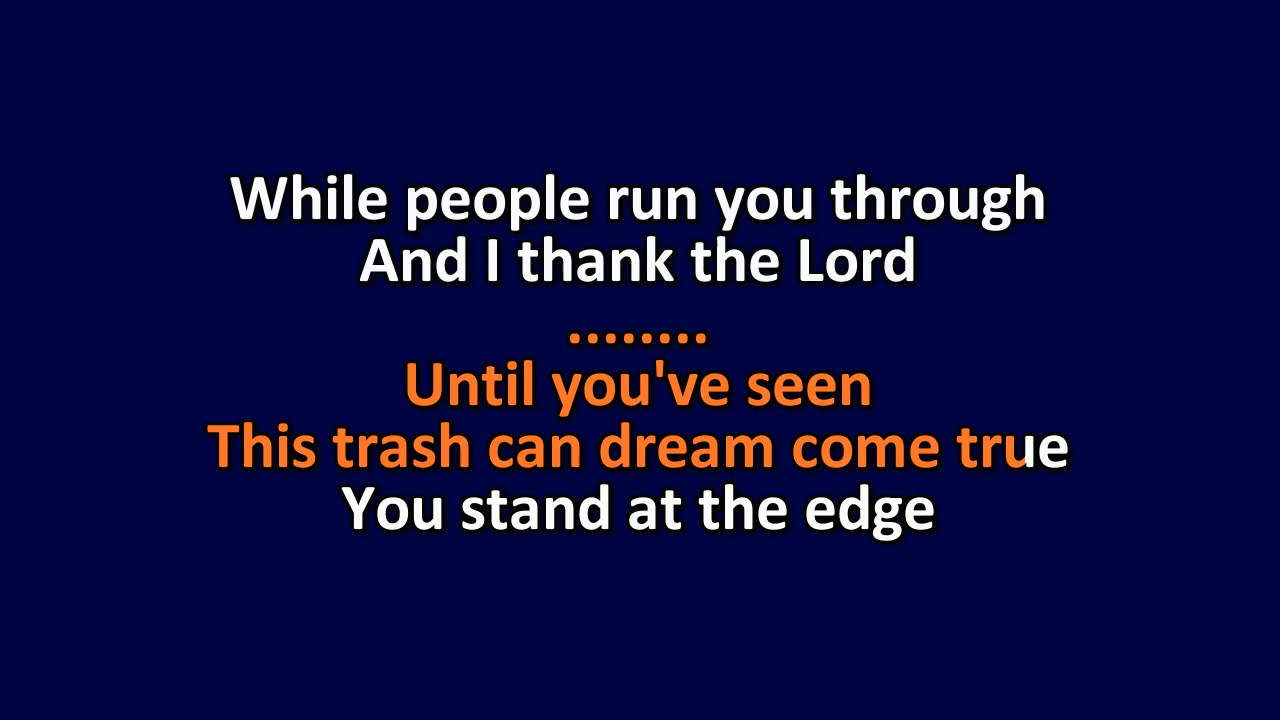 While people run you through
And I thank the Lord
........
Until you've seen
This trash can dream come true
You stand at the edge